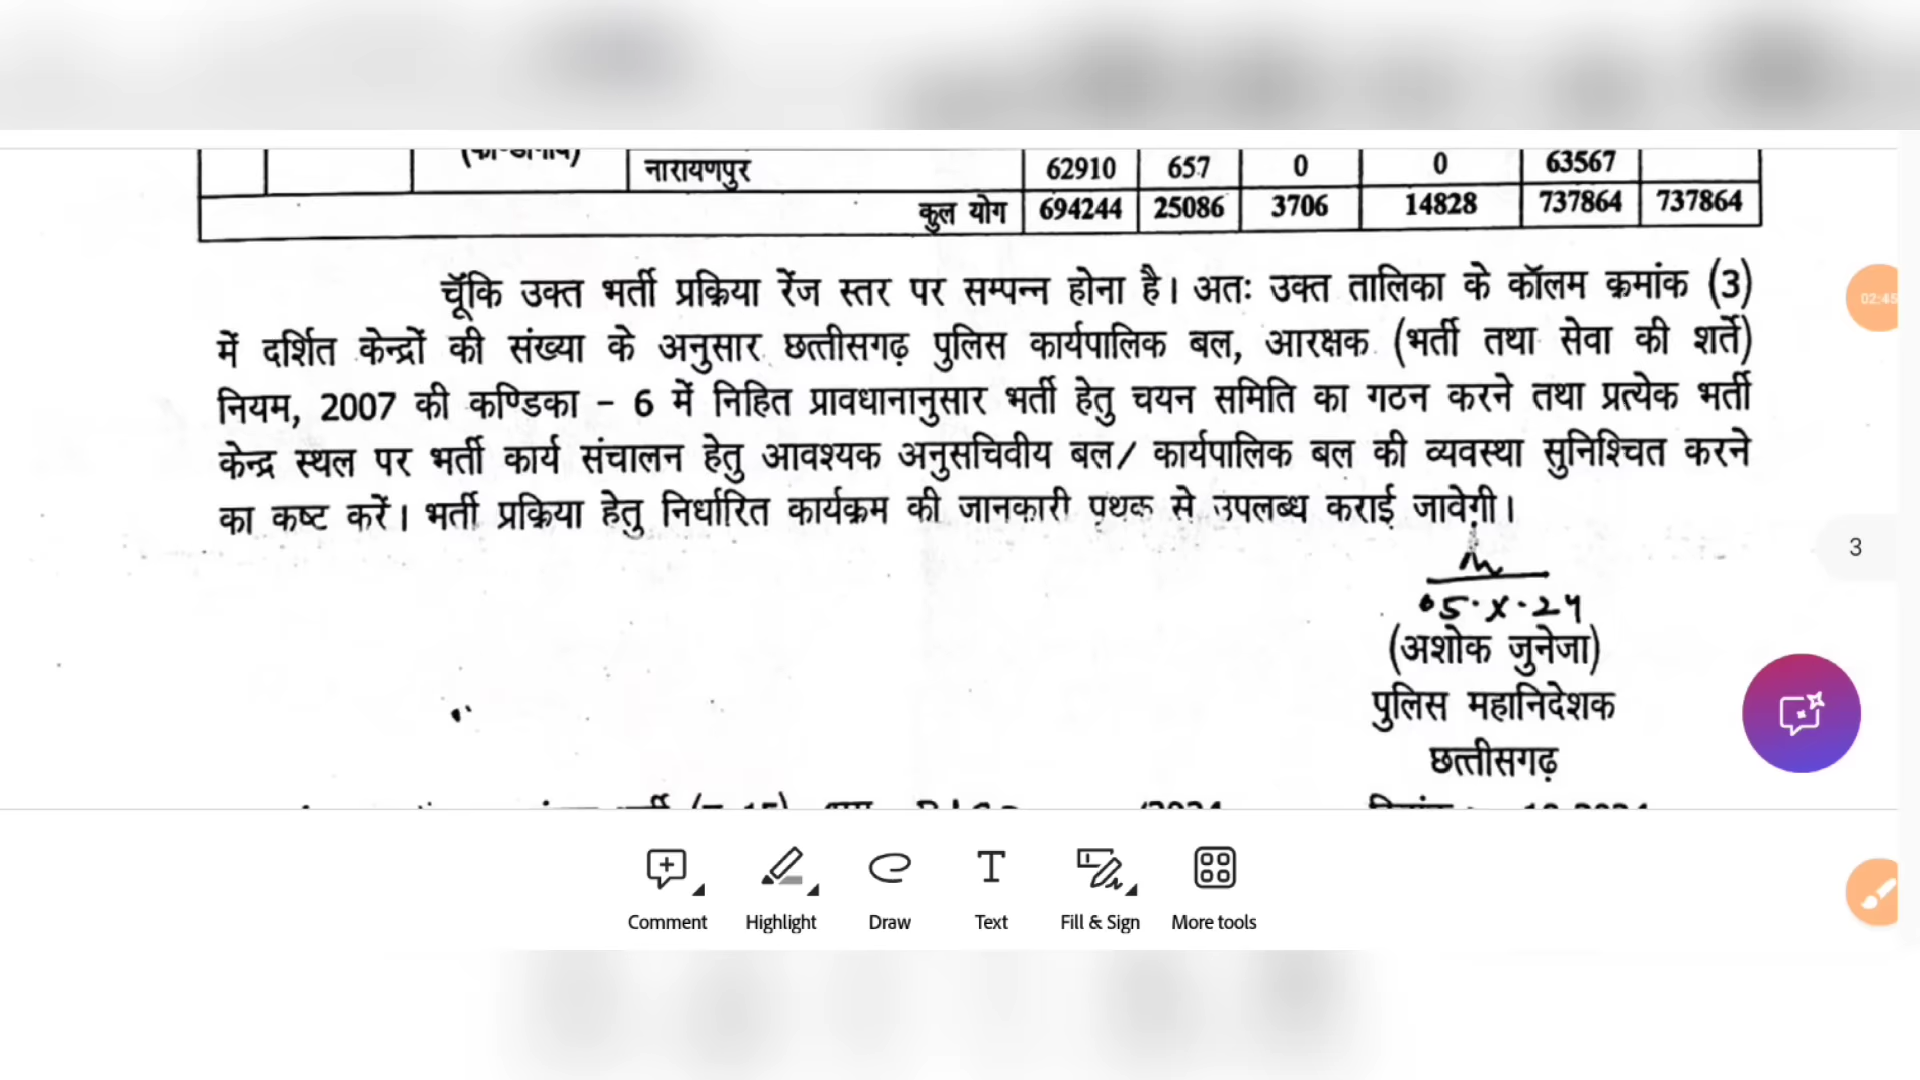 नारायणपुर 62910 657 0 0 63567
कुल योग 694244 25086 3706 14828 737864 737864
चूँकि उक्त भर्ती प्रक्रिया रेंज स्तर पर सम्पन्न होना है। अतः उक्त तालिका के कॉलम क्रमांक (3)
02:45
में दर्शित केन्द्रों की संख्या के अनुसार छत्तीसगढ़ पुलिस कार्यपालिक बल, आरक्षक (भर्ती तथा सेवा की शर्ते)
नियम, 2007 की कण्डिका - 6 में निहित प्रावधानानुसार भर्ती हेतु चयन समिति का गठन करने तथा प्रत्येक भर्ती
केन्द्र स्थल पर भर्ती कार्य संचालन हेतु आवश्यक अनुसचिवीय बल/ कार्यपालिक बल की व्यवस्था सुनिश्चित करने
का कष्ट करें। भर्ती प्रक्रिया हेतु निर्धारित कार्यक्रम की जानकारी पृथक से उपलब्ध कराई जावेगी।
3
05.X.24
(अशोक जुनेजा)
पुलिस महानिदेशक
छत्तीसगढ़
Comment Highlight Draw Text Fill & Sign More tools